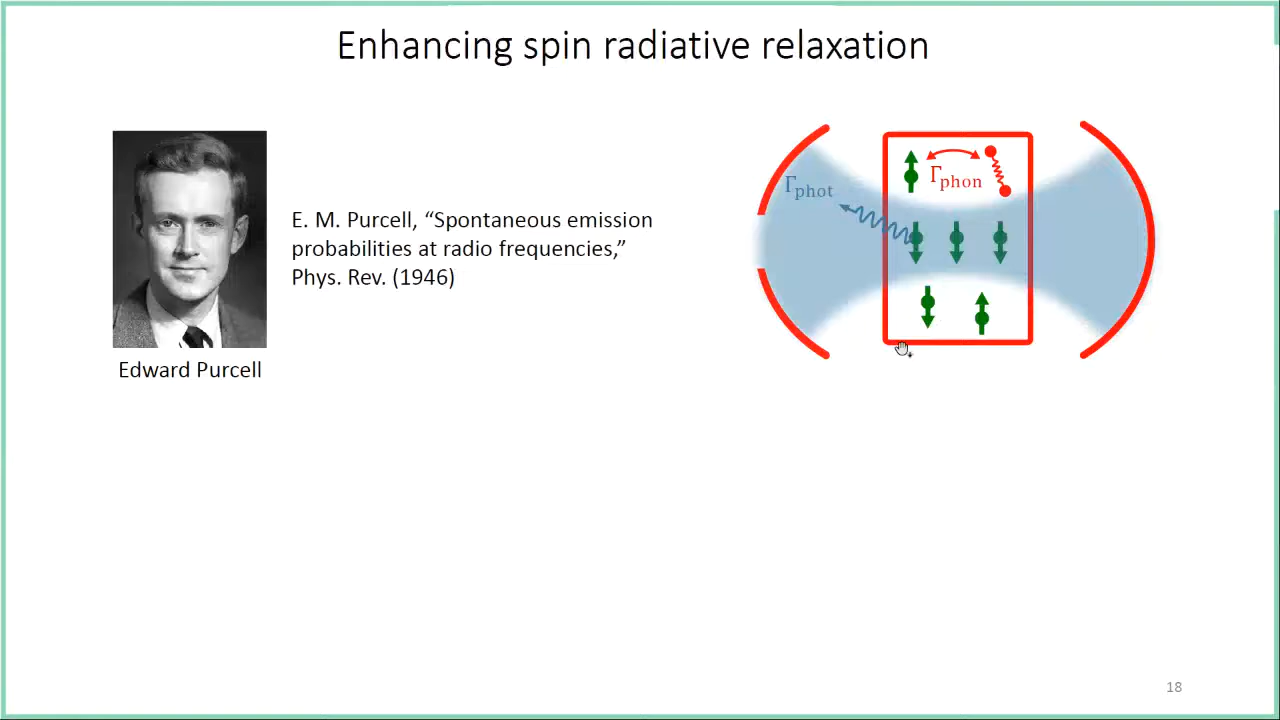 Enhancing spin radiative relaxation
E. M. Purcell, “Spontaneous emission
probabilities at radio frequencies,”
Phys. Rev. (1946)
Edward Purcell
Γphot
Γphon
18